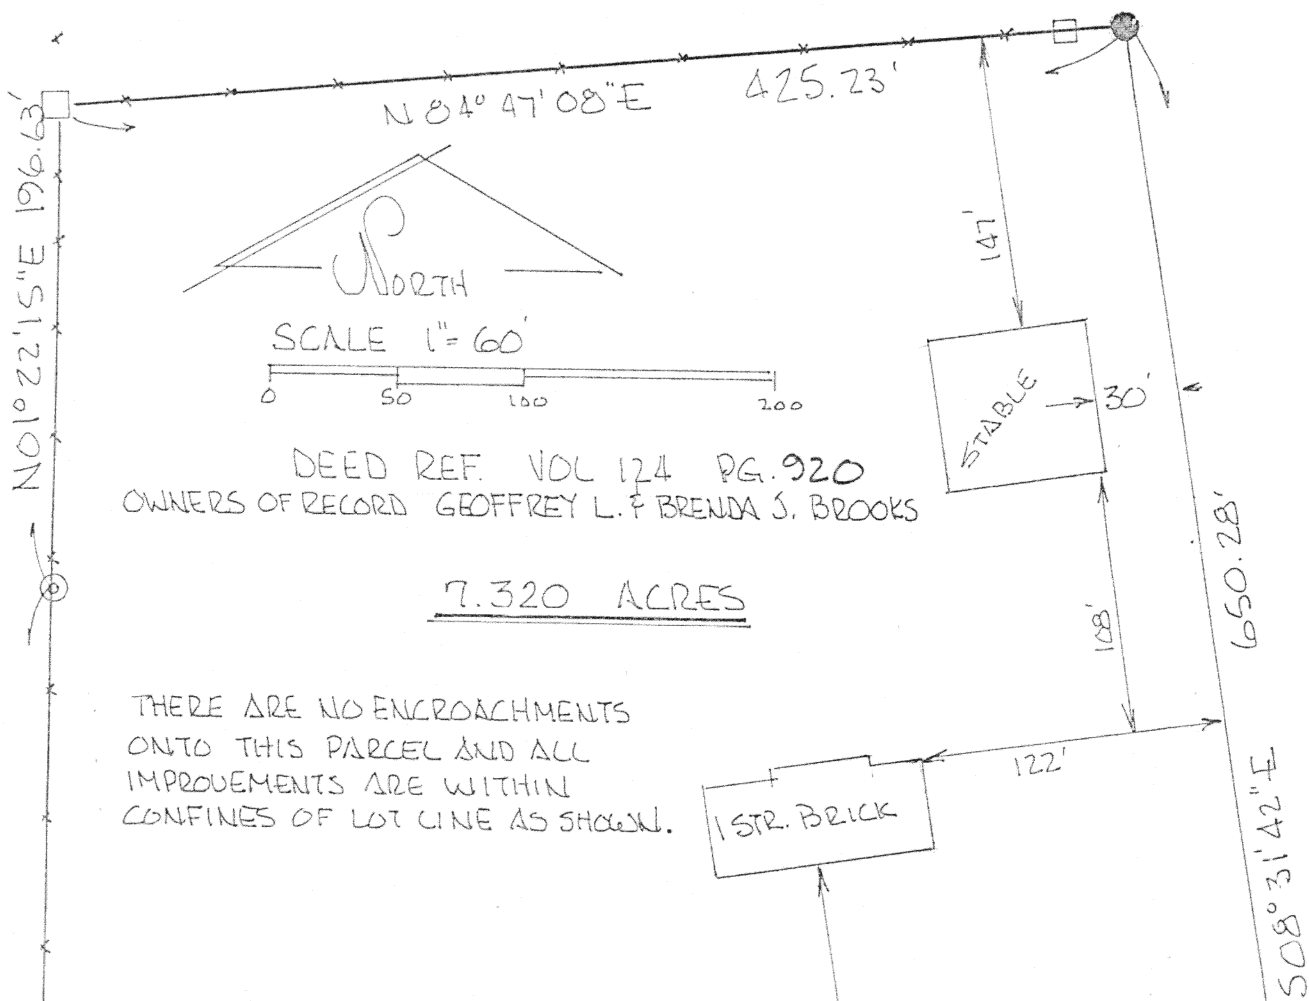 N 84° 47' 08" E 425.23'
N01° 22' 15" E 196.63'
NORTH
SCALE 1"= 60'
0 50 100 200
147'
STABLE
30'
DEED REF. VOL 124 PG. 920
OWNERS OF RECORD GEOFFREY L. & BRENDA J. BROOKS
7.320 ACRES
108'
650.28'
THERE ARE NO ENCROACHMENTS
ONTO THIS PARCEL AND ALL
IMPROVEMENTS ARE WITHIN
CONFINES OF LOT LINE AS SHOWN.
122'
1 STR. BRICK
S08° 31' 42" E